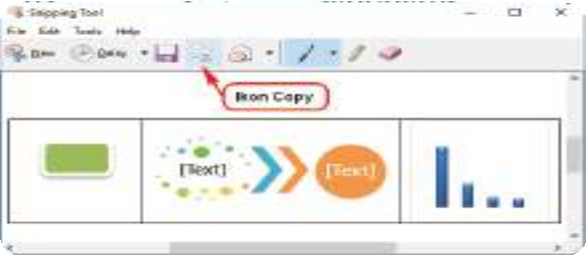 Snipping Tool
File Edit Tools Help
New Delay
Ikon Copy
[Text] [Text]